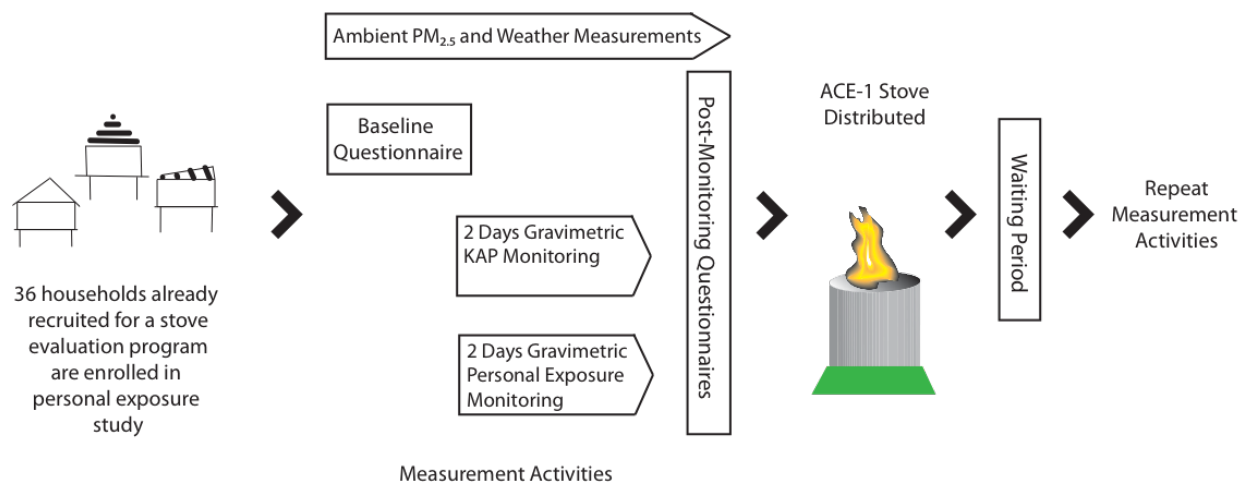 Ambient PM₂.₅ and Weather Measurements
Baseline
Questionnaire
2 Days Gravimetric
KAP Monitoring
2 Days Gravimetric
Personal Exposure
Monitoring
Post-Monitoring Questionnaires
ACE-1 Stove
Distributed
Waiting Period
Repeat
Measurement
Activities
36 households already
recruited for a stove
evaluation program
are enrolled in
personal exposure
study
Measurement Activities